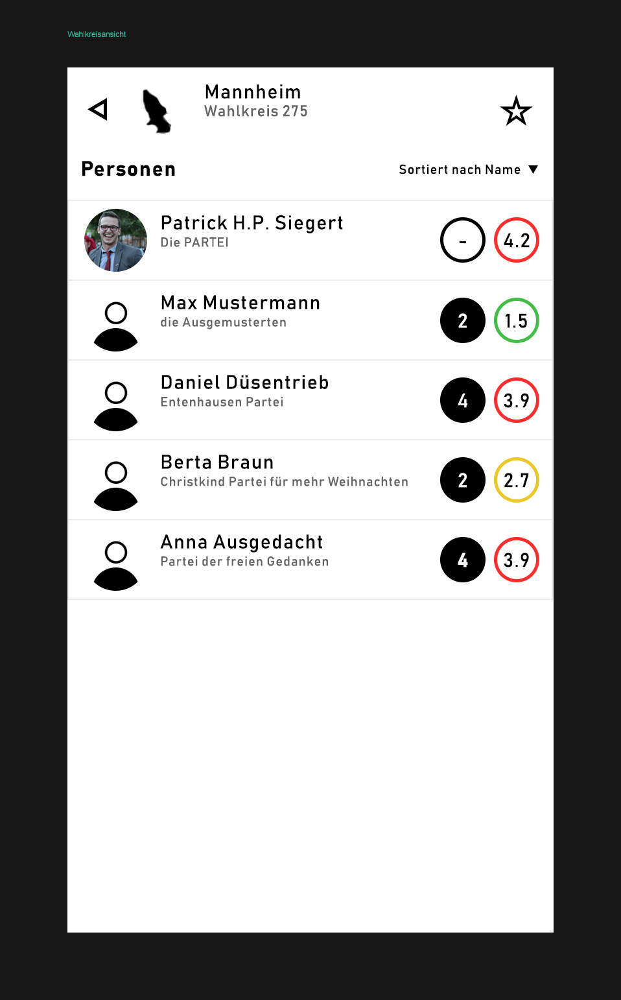 Wahlkreisansicht
Mannheim
Wahlkreis 275
Personen
Sortiert nach Name ▼
Patrick H.P. Siegert
Die PARTEI
- 4.2
Max Mustermann
die Ausgemusterten
2 1.5
Daniel Düsentrieb
Entenhausen Partei
4 3.9
Berta Braun
Christkind Partei für mehr Weihnachten
2 2.7
Anna Ausgedacht
Partei der freien Gedanken
4 3.9